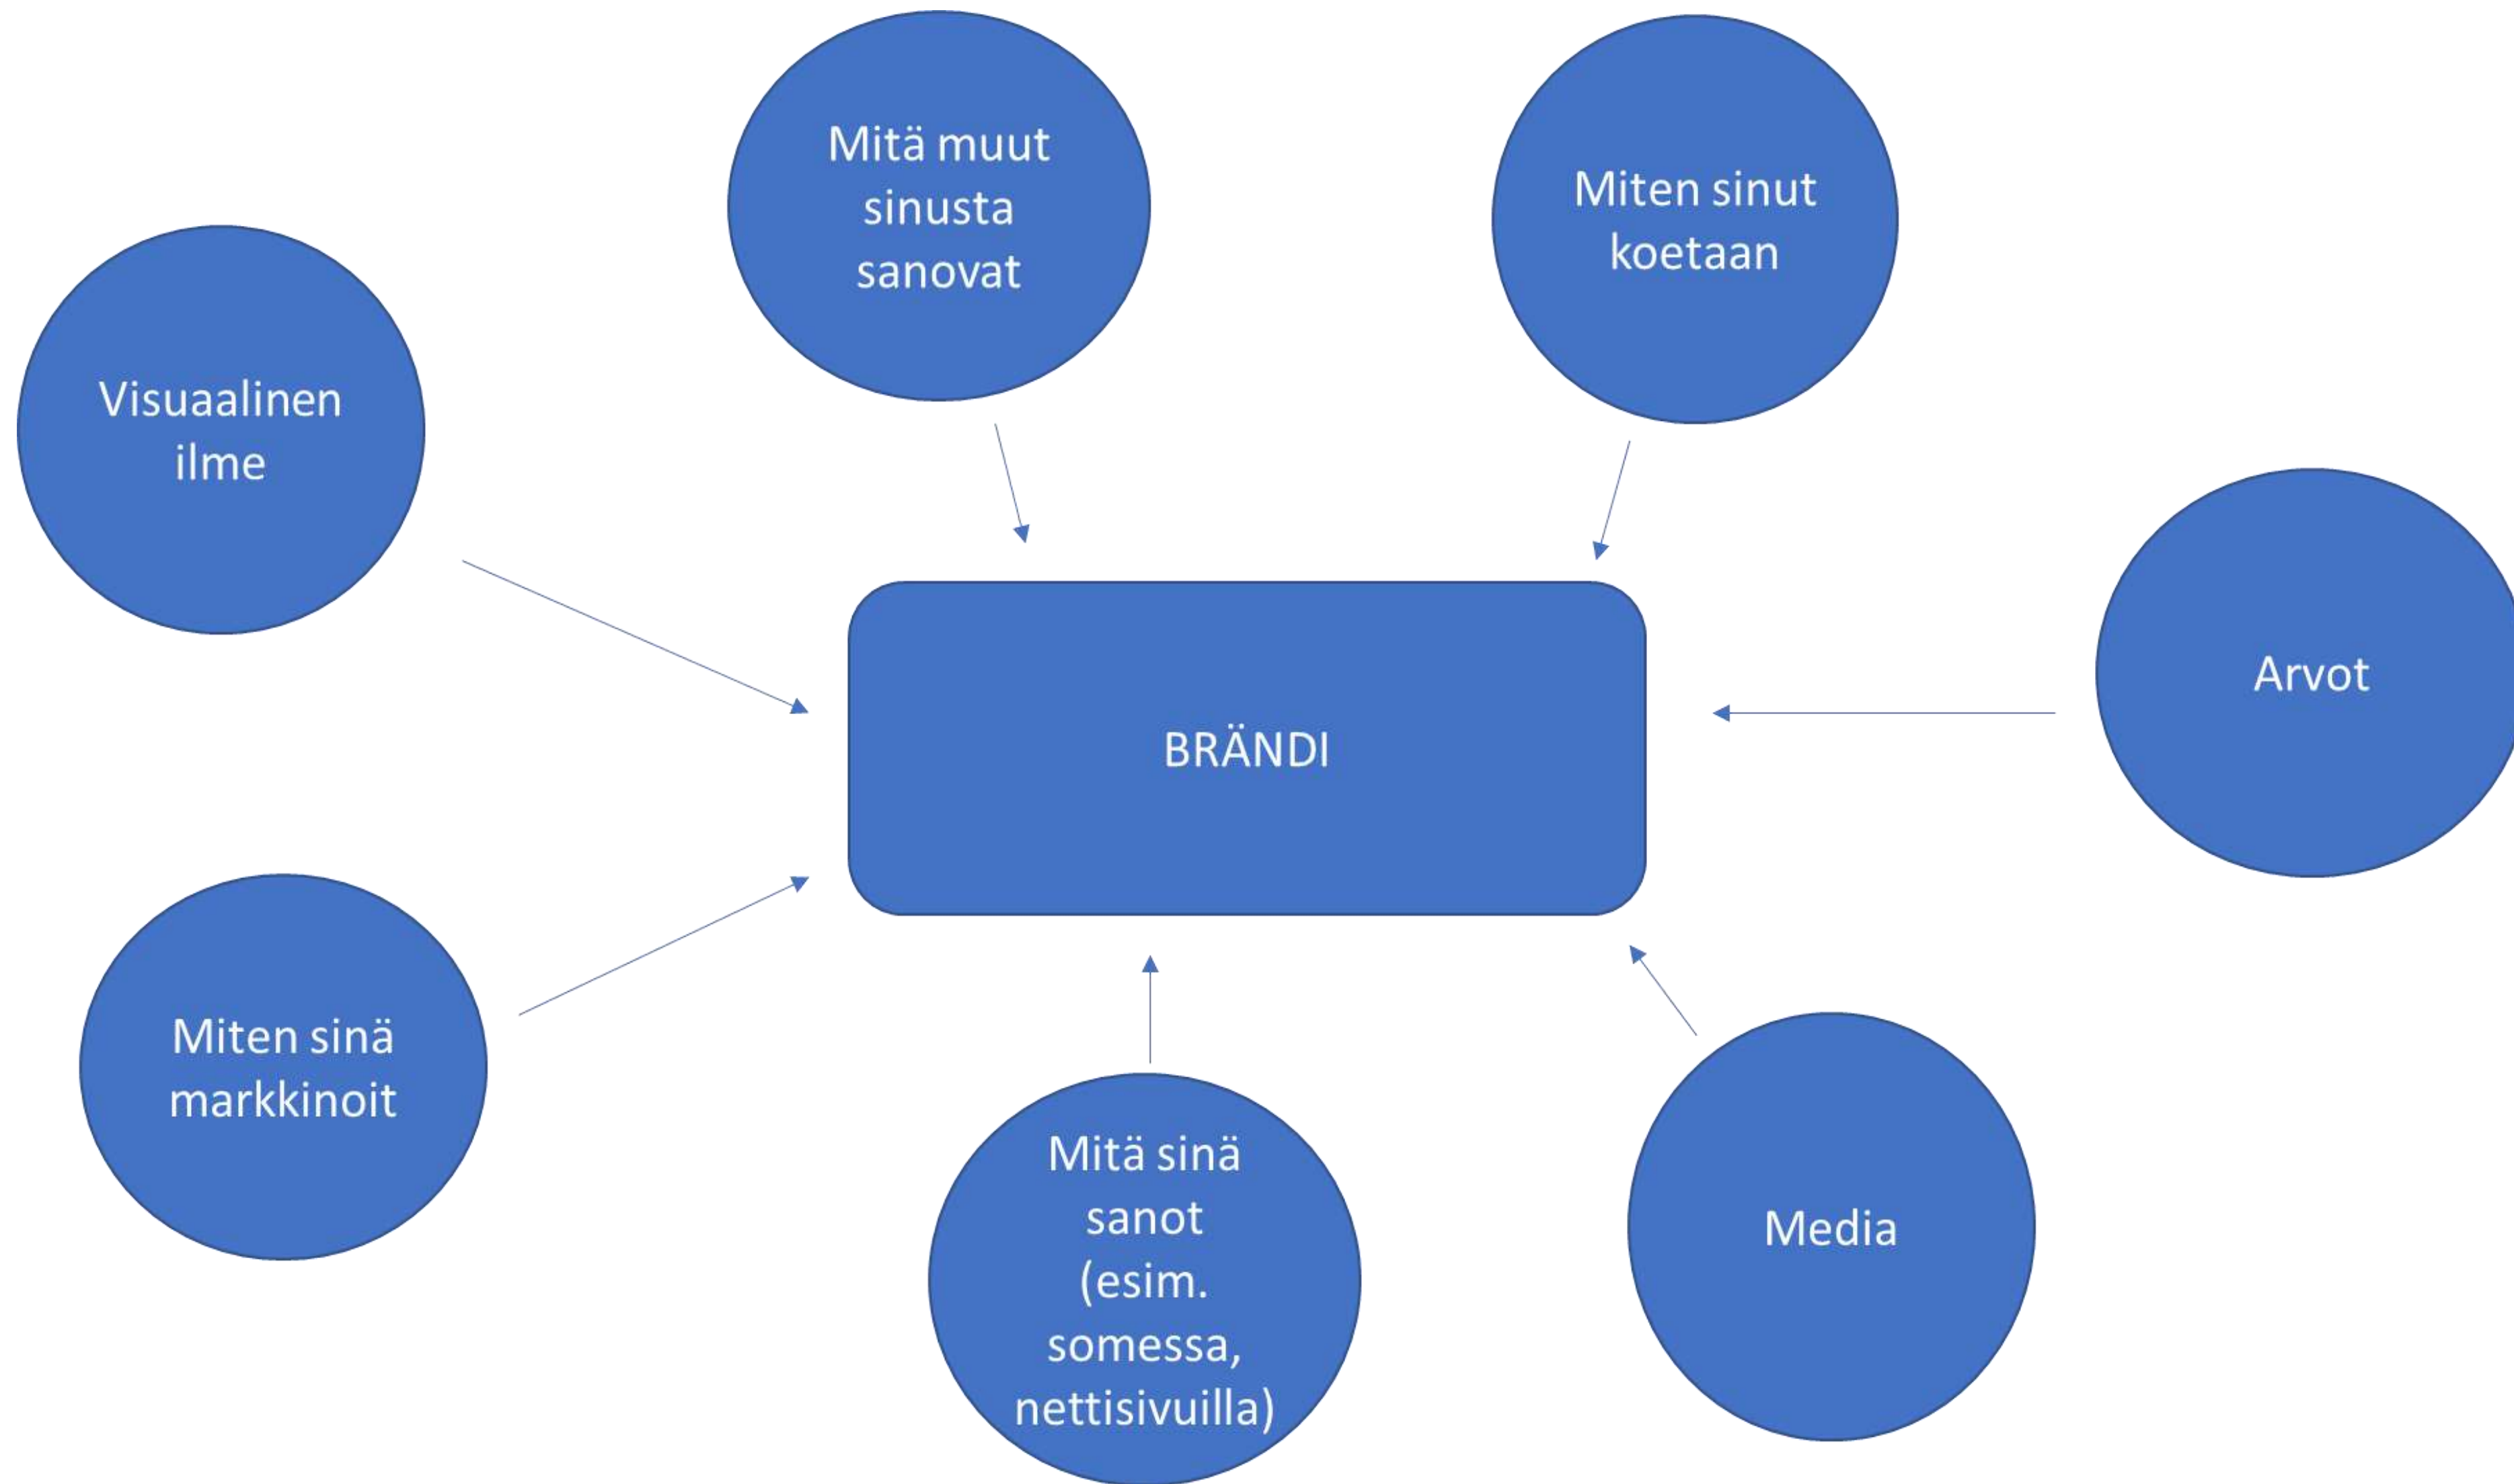 Mitä muut
sinusta
sanovat
Miten sinut
koetaan
Visuaalinen
ilme
Arvot
BRÄNDI
Miten sinä
markkinoit
Mitä sinä
sanot
(esim.
somessa,
nettisivuilla)
Media